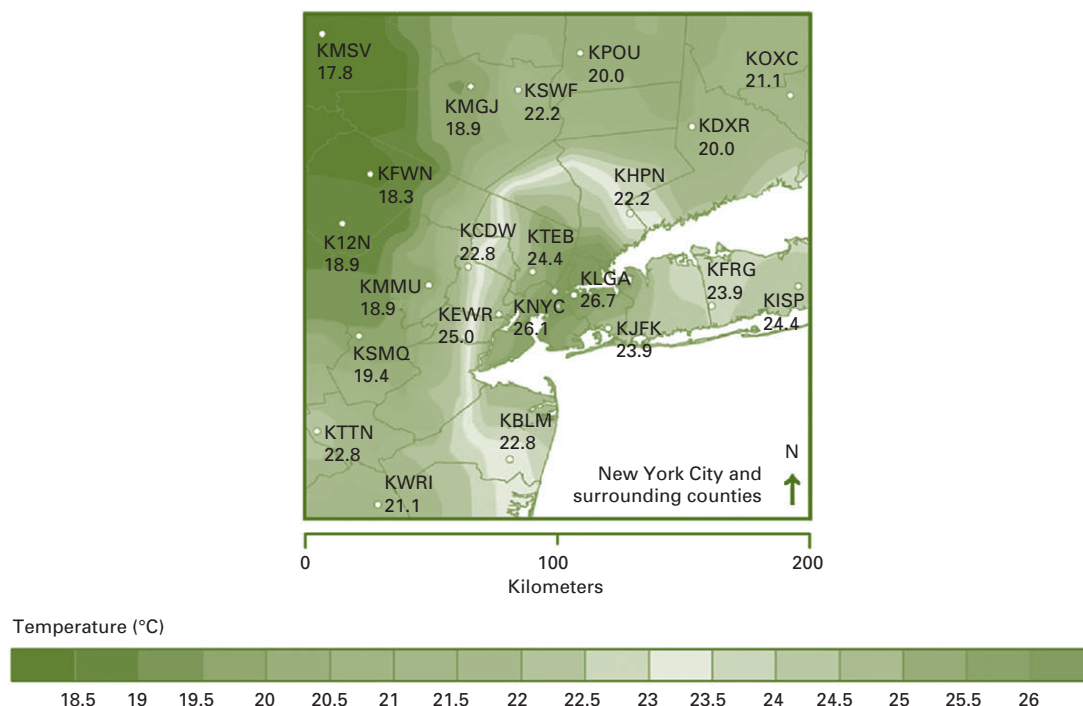 KMSV
17.8
KPOU
20.0
KOXC
21.1
KMGJ
18.9
KSWF
22.2
KDXR
20.0
KFWN
18.3
KHPN
22.2
K12N
18.9
KCDW
22.8
KTEB
24.4
KMMU
18.9
KLGA
26.7
KFRG
23.9
KISP
24.4
KEWR
25.0
KNYC
26.1
KJFK
23.9
KSMQ
19.4
KTTN
22.8
KBLM
22.8
KWRI
21.1
N
New York City and
surrounding counties
0 100 200
Kilometers
Temperature (°C)
18.5 19 19.5 20 20.5 21 21.5 22 22.5 23 23.5 24 24.5 25 25.5 26